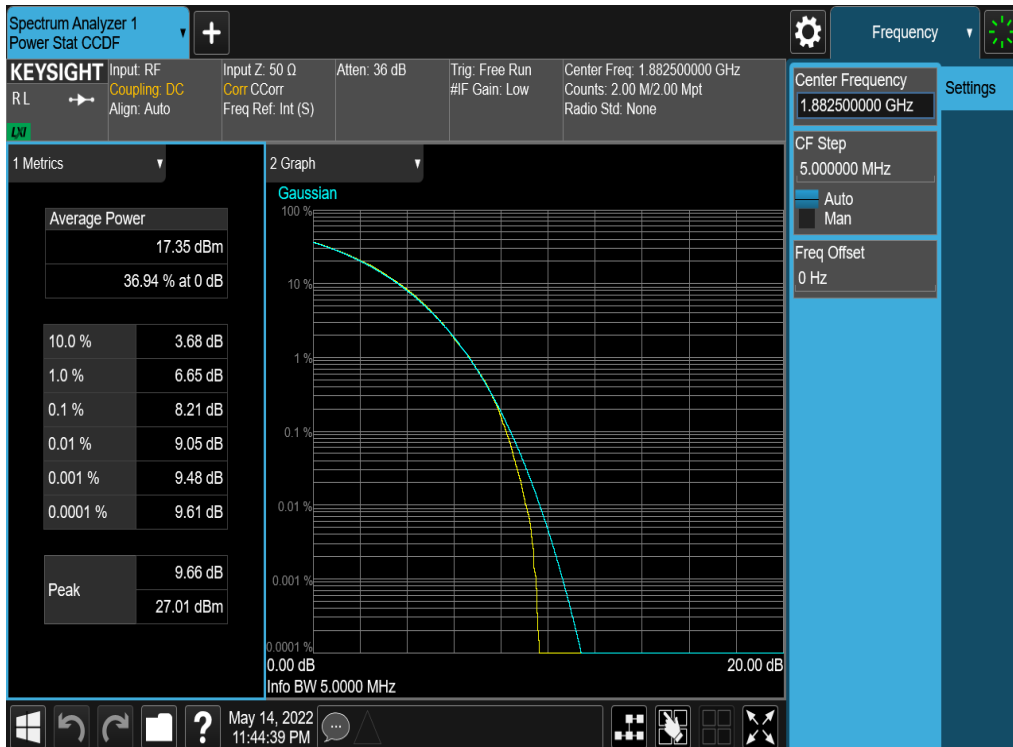 Spectrum Analyzer 1
Power Stat CCDF
+
Frequency
KEYSIGHT
RL
LXI
Input: RF
Coupling: DC
Align: Auto
Input Z: 50 Ω
Corr CCorr
Freq Ref: Int (S)
Atten: 36 dB
Trig: Free Run
#IF Gain: Low
Center Freq: 1.882500000 GHz
Counts: 2.00 M/2.00 Mpt
Radio Std: None
Center Frequency
1.882500000 GHz
Settings
CF Step
5.000000 MHz
Auto
Man
Freq Offset
0 Hz
1 Metrics
Average Power
17.35 dBm
36.94 % at 0 dB
10.0 % 3.68 dB
1.0 % 6.65 dB
0.1 % 8.21 dB
0.01 % 9.05 dB
0.001 % 9.48 dB
0.0001 % 9.61 dB
Peak
9.66 dB
27.01 dBm
2 Graph
Gaussian
100 %
10 %
1 %
0.1 %
0.01 %
0.001 %
0.0001 %
0.00 dB 20.00 dB
Info BW 5.0000 MHz
?
May 14, 2022
11:44:39 PM